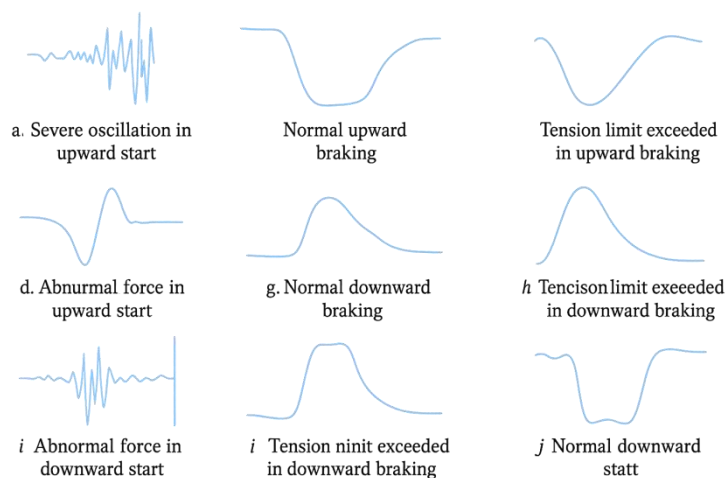 a. Severe oscillation in
upward start
Normal upward
braking
Tension limit exceeded
in upward braking
d. Abnurmal force in
upward start
g. Normal downward
braking
h Tencison limit exeeeded
in downward braking
i Abnormal force in
downward start
i Tension ninit exceeded
in downward braking
j Normal downward
statt